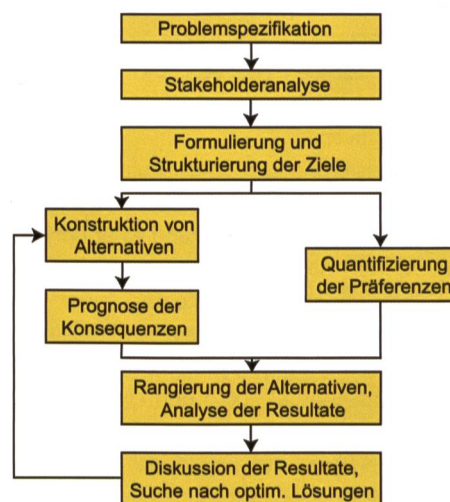 Problemspezifikation
Stakeholderanalyse
Formulierung und
Strukturierung der Ziele
Konstruktion von
Alternativen
Quantifizierung
der Präferenzen
Prognose der
Konsequenzen
Rangierung der Alternativen,
Analyse der Resultate
Diskussion der Resultate,
Suche nach optim. Lösungen